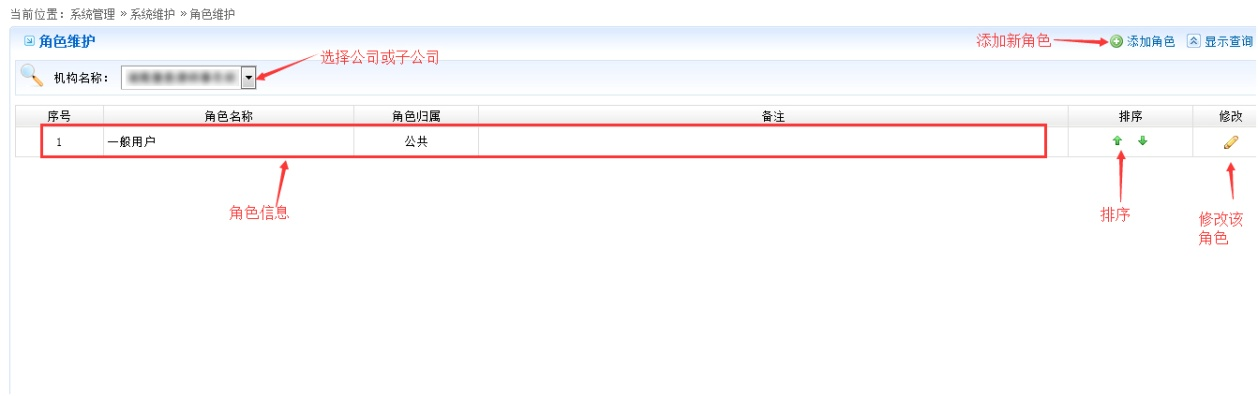 当前位置：系统管理 » 系统维护 » 角色维护
角色维护
添加新角色
添加角色
显示查询
机构名称：
选择公司或子公司
序号 角色名称 角色归属 备注 排序 修改
1 一般用户 公共
角色信息
排序
修改该
角色